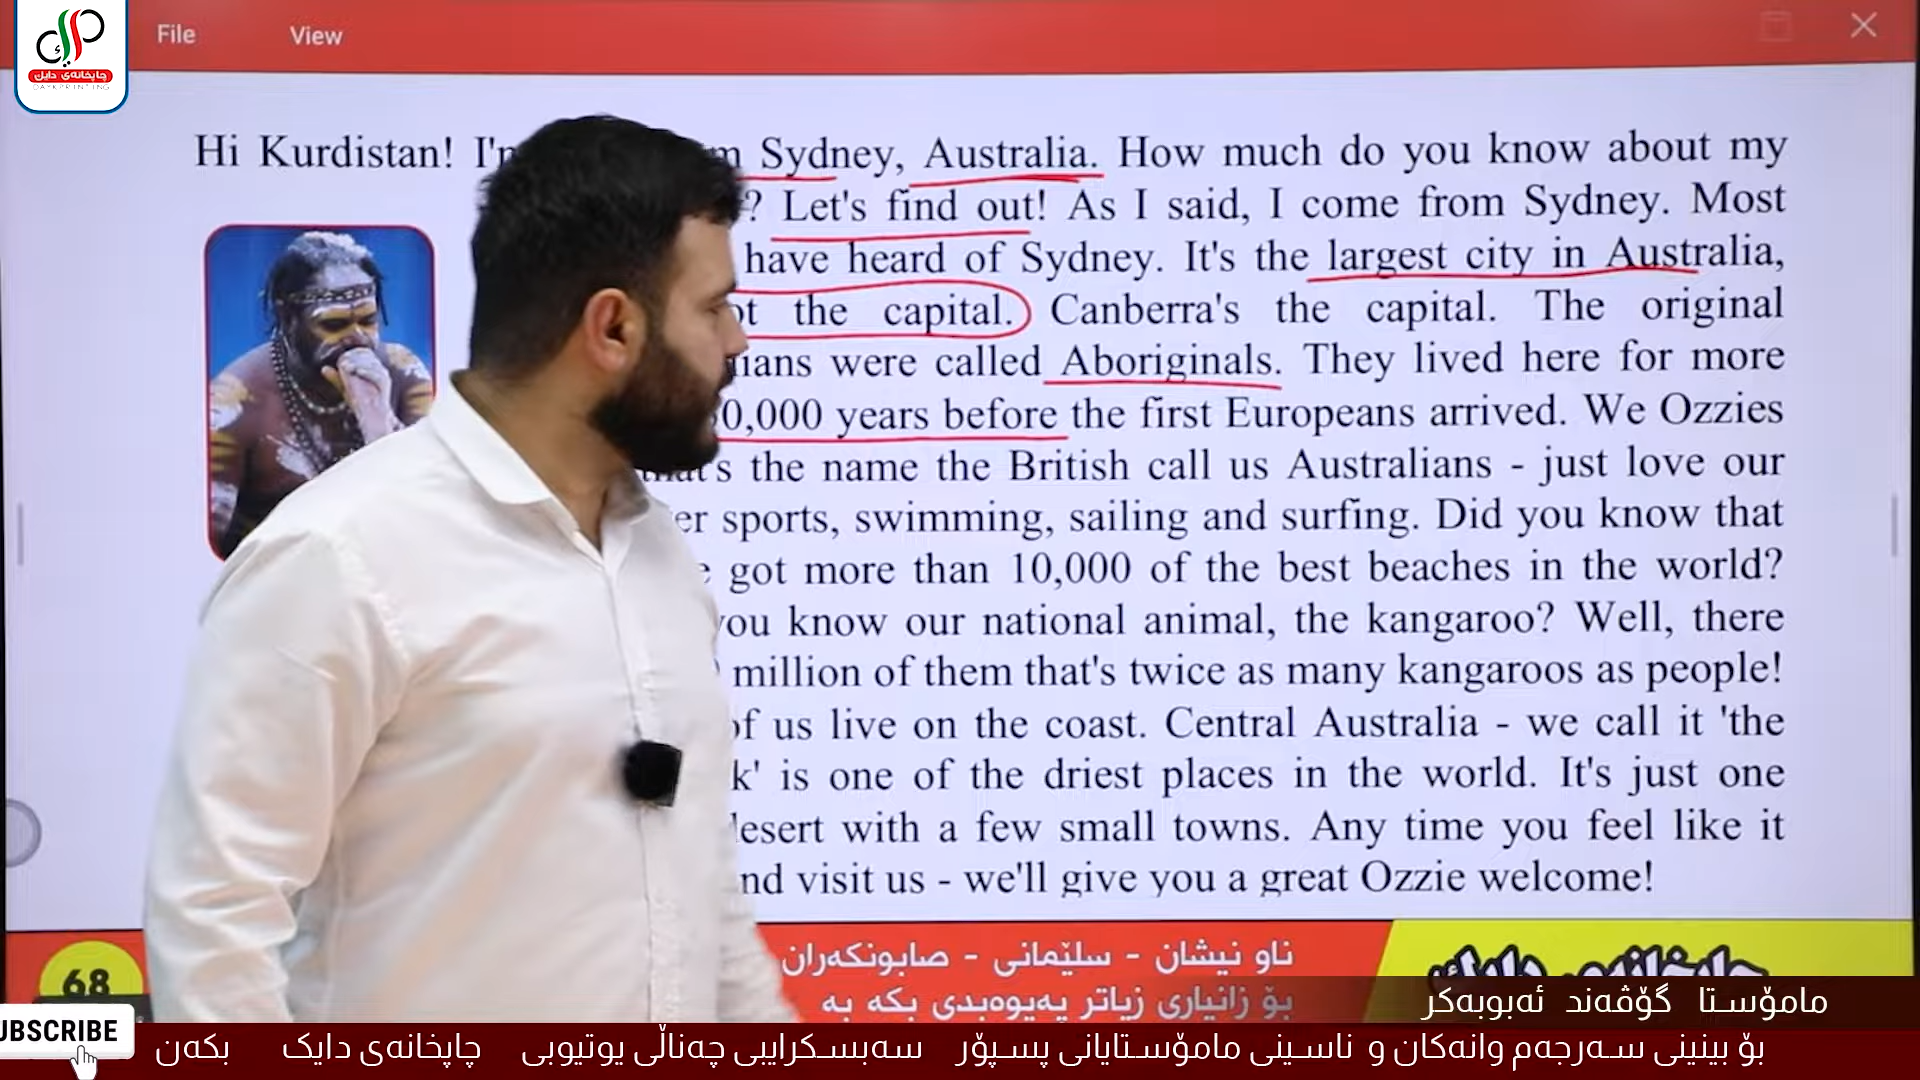 File
View
چاپخانەی دایک
DAYKPRINTING
Hi Kurdistan! I'm Sydney, Australia. How much do you know about my
? Let's find out! As I said, I come from Sydney. Most
have heard of Sydney. It's the largest city in Australia,
the capital. Canberra's the capital. The original
were called Aboriginals. They lived here for more
0,000 years before the first Europeans arrived. We Ozzies
the name the British call us Australians - just love our
sports, swimming, sailing and surfing. Did you know that
got more than 10,000 of the best beaches in the world?
you know our national animal, the kangaroo? Well, there
million of them that's twice as many kangaroos as people!
of us live on the coast. Central Australia - we call it 'the
k' is one of the driest places in the world. It's just one
desert with a few small towns. Any time you feel like it
visit us - we'll give you a great Ozzie welcome!
68
ناو نیشان - سلێمانی - صابونکەران
بۆ زانیاری زیاتر پەیوەبدی بکە بە
چاپخانەی دایک
مامۆستا گۆڤەند ئەبوبەکر
UBSCRIBE
بۆ بینینی سەرجەم وانەکان و ناسینی مامۆستایانی پسپۆر سەبسکرایبی چەناڵی یوتیوبی چاپخانەی دایک بکەن